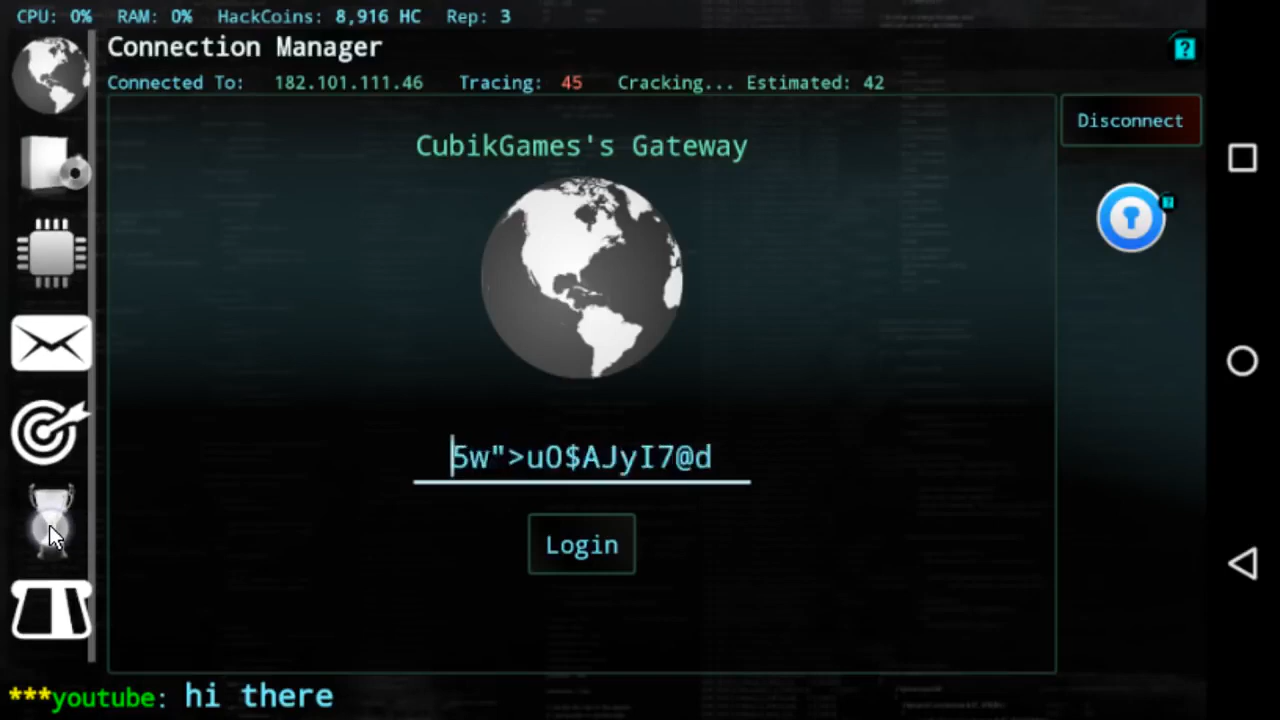 CPU: 0% RAM: 0% HackCoins: 8,916 HC Rep: 3
Connection Manager
?
Connected To: 182.101.111.46 Tracing: 45 Cracking... Estimated: 42
Disconnect
CubikGames's Gateway
?
5w">uO$AJyI7@d
Login
***youtube: hi there